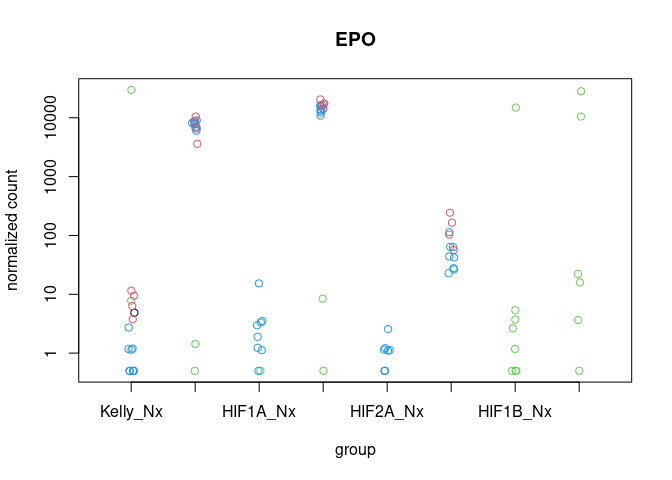 EPO
normalized count
10000
1000
100
10
1
Kelly_Nx HIF1A_Nx HIF2A_Nx HIF1B_Nx
group